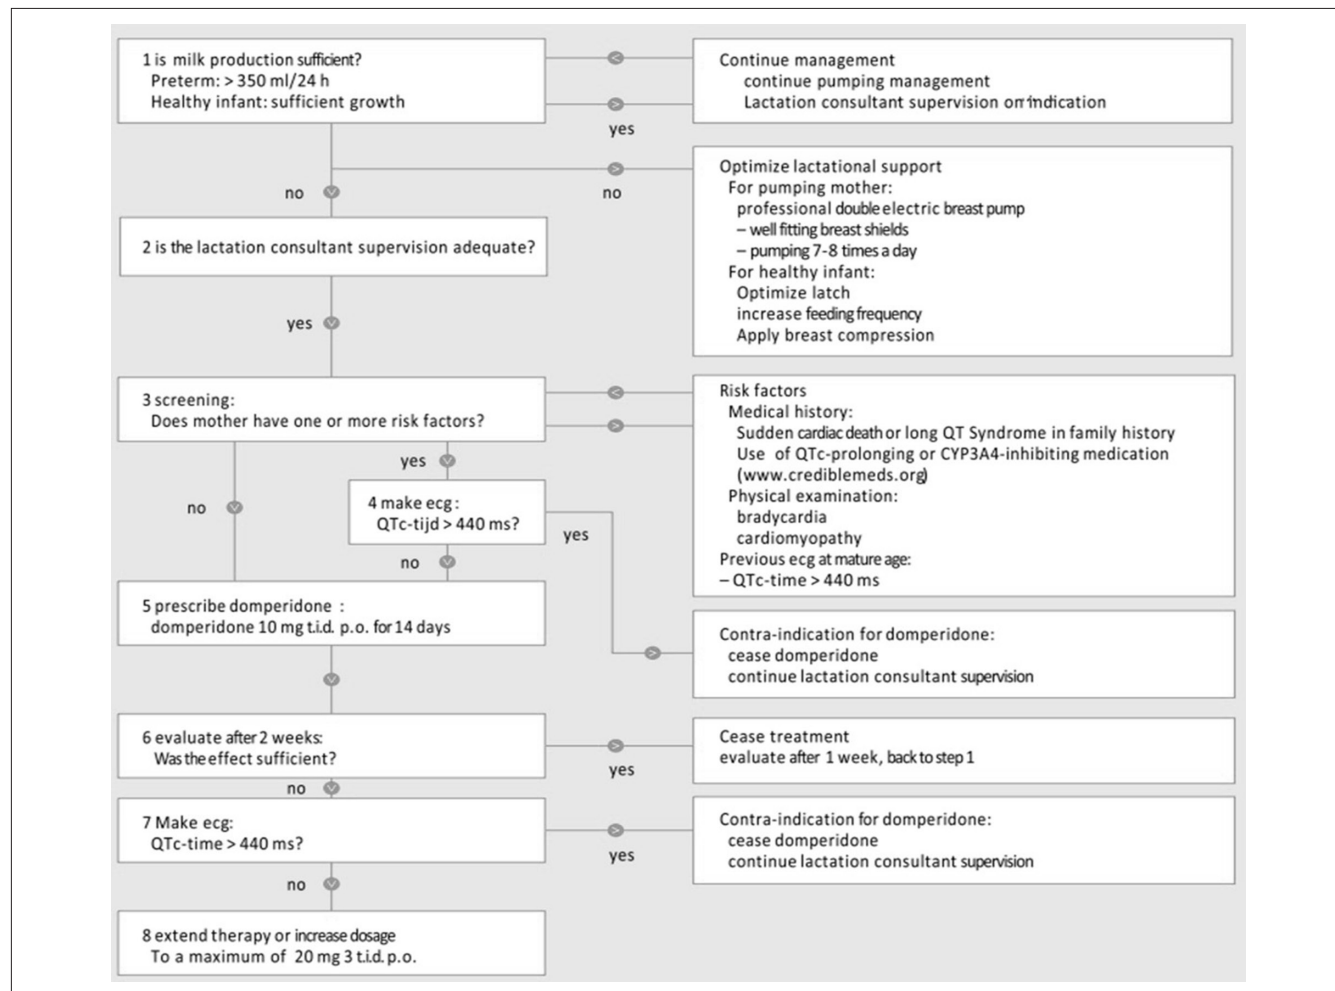 1 is milk production sufficient?
Preterm: > 350 ml/24 h
Healthy infant: sufficient growth
yes
Continue management
continue pumping management
Lactation consultant supervision on indication
no
no
Optimize lactational support
For pumping mother:
professional double electric breast pump
– well fitting breast shields
– pumping 7-8 times a day
For healthy infant:
Optimize latch
increase feeding frequency
Apply breast compression
2 is the lactation consultant supervision adequate?
yes
3 screening:
Does mother have one or more risk factors?
Risk factors
Medical history:
Sudden cardiac death or long QT Syndrome in family history
Use of QTc-prolonging or CYP3A4-inhibiting medication
(www.crediblemeds.org)
Physical examination:
bradycardia
cardiomyopathy
Previous ecg at mature age:
– QTc-time > 440 ms
yes
no
4 make ecg :
QTc-tijd > 440 ms?
yes
no
5 prescribe domperidone :
domperidone 10 mg t.i.d. p.o. for 14 days
Contra-indication for domperidone:
cease domperidone
continue lactation consultant supervision
6 evaluate after 2 weeks:
Was the effect sufficient?
yes
Cease treatment
evaluate after 1 week, back to step 1
no
7 Make ecg:
QTc-time > 440 ms?
yes
Contra-indication for domperidone:
cease domperidone
continue lactation consultant supervision
no
8 extend therapy or increase dosage
To a maximum of 20 mg 3 t.i.d. p.o.